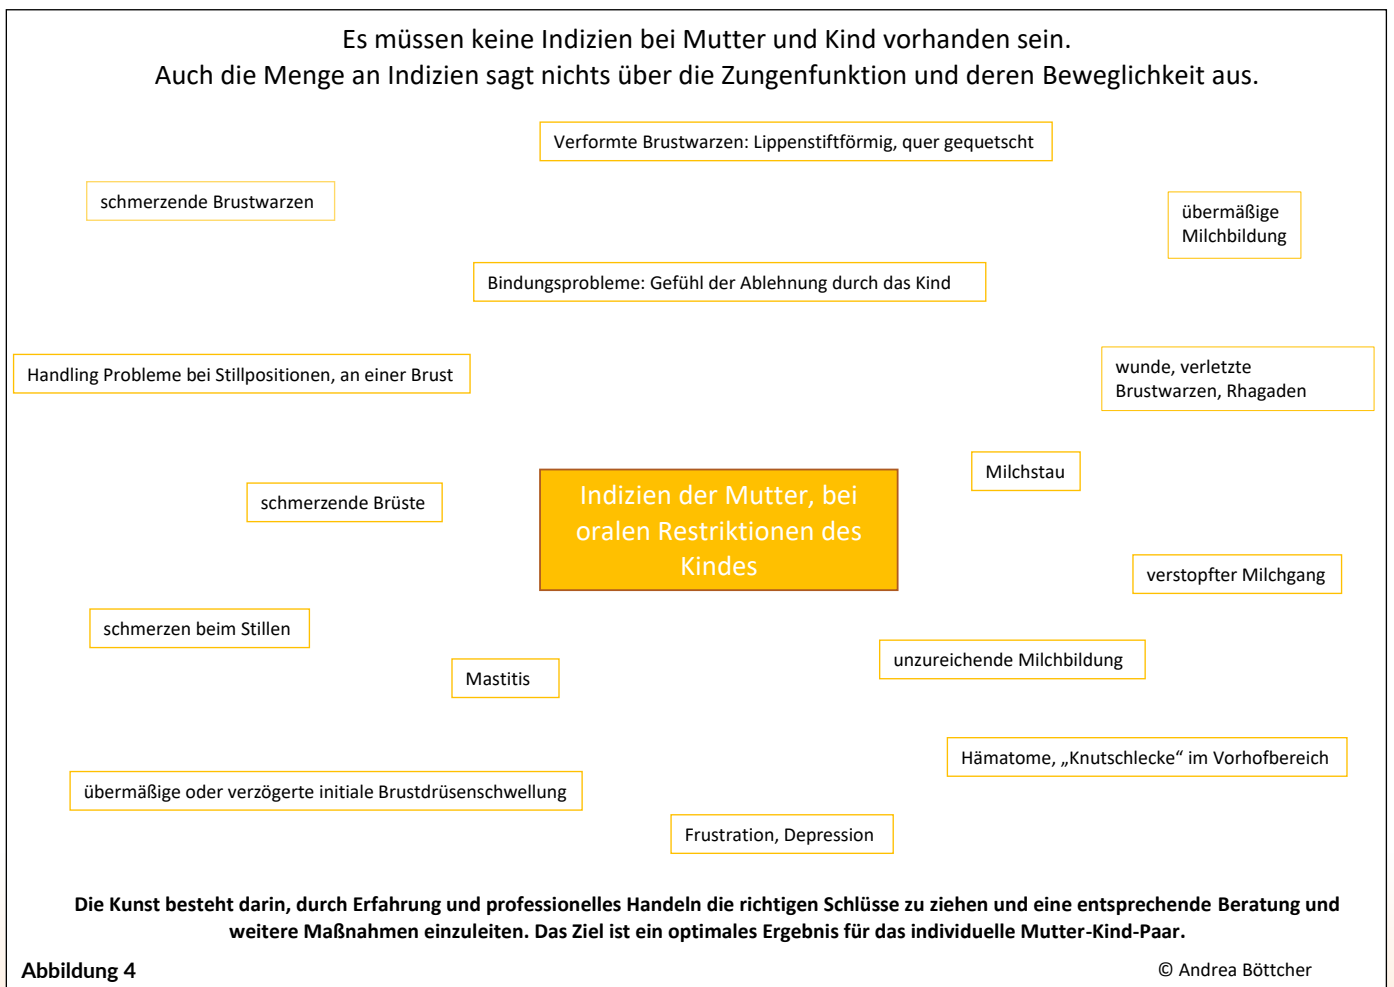 Es müssen keine Indizien bei Mutter und Kind vorhanden sein.
Auch die Menge an Indizien sagt nichts über die Zungenfunktion und deren Beweglichkeit aus.
Verformte Brustwarzen: Lippenstiftförmig, quer gequetscht
schmerzende Brustwarzen
übermäßige
Milchbildung
Bindungsprobleme: Gefühl der Ablehnung durch das Kind
Handling Probleme bei Stillpositionen, an einer Brust
wunde, verletzte
Brustwarzen, Rhagaden
Milchstau
schmerzende Brüste
Indizien der Mutter, bei
oralen Restriktionen des
Kindes
verstopfter Milchgang
schmerzen beim Stillen
unzureichende Milchbildung
Mastitis
Hämatome, „Knutschlecke“ im Vorhofbereich
übermäßige oder verzögerte initiale Brustdrüsenschwellung
Frustration, Depression
Die Kunst besteht darin, durch Erfahrung und professionelles Handeln die richtigen Schlüsse zu ziehen und eine entsprechende Beratung und
weitere Maßnahmen einzuleiten. Das Ziel ist ein optimales Ergebnis für das individuelle Mutter-Kind-Paar.
Abbildung 4
© Andrea Böttcher